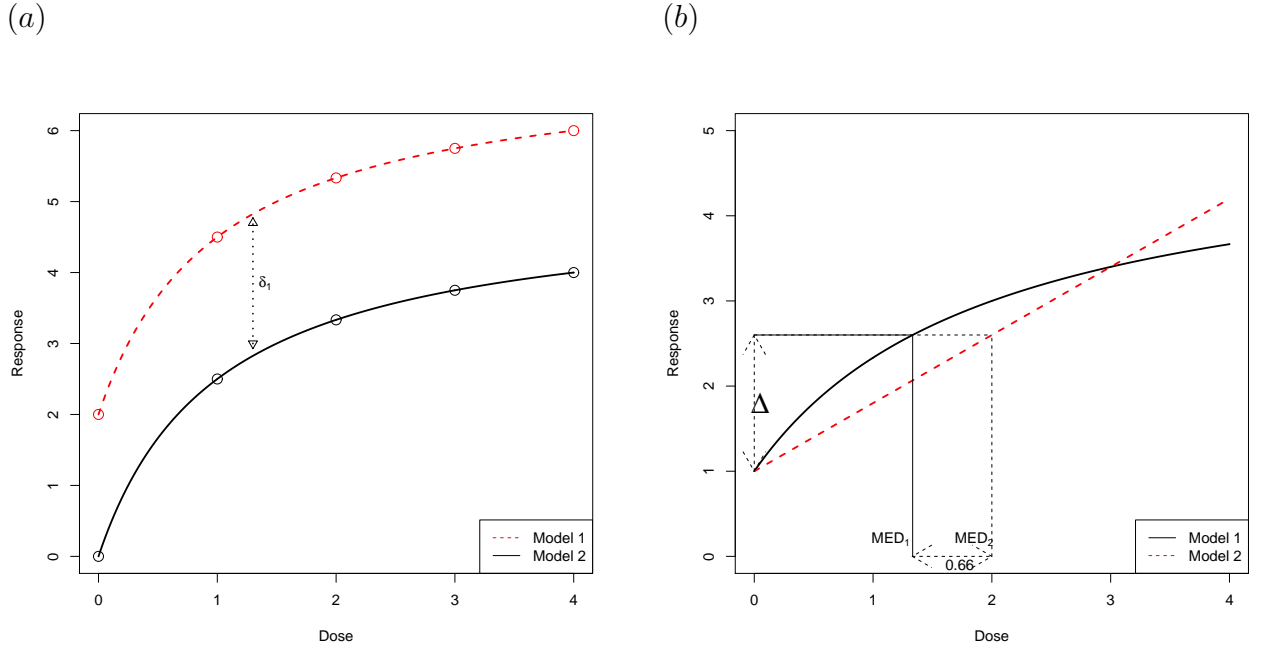 (a)
Response
6
5
4
3
2
1
0
δ₁
Model 1
Model 2
0 1 2 3 4
Dose
(b)
Response
5
4
3
2
1
0
Δ
MED₁
MED₂
0.66
Model 1
Model 2
0 1 2 3 4
Dose